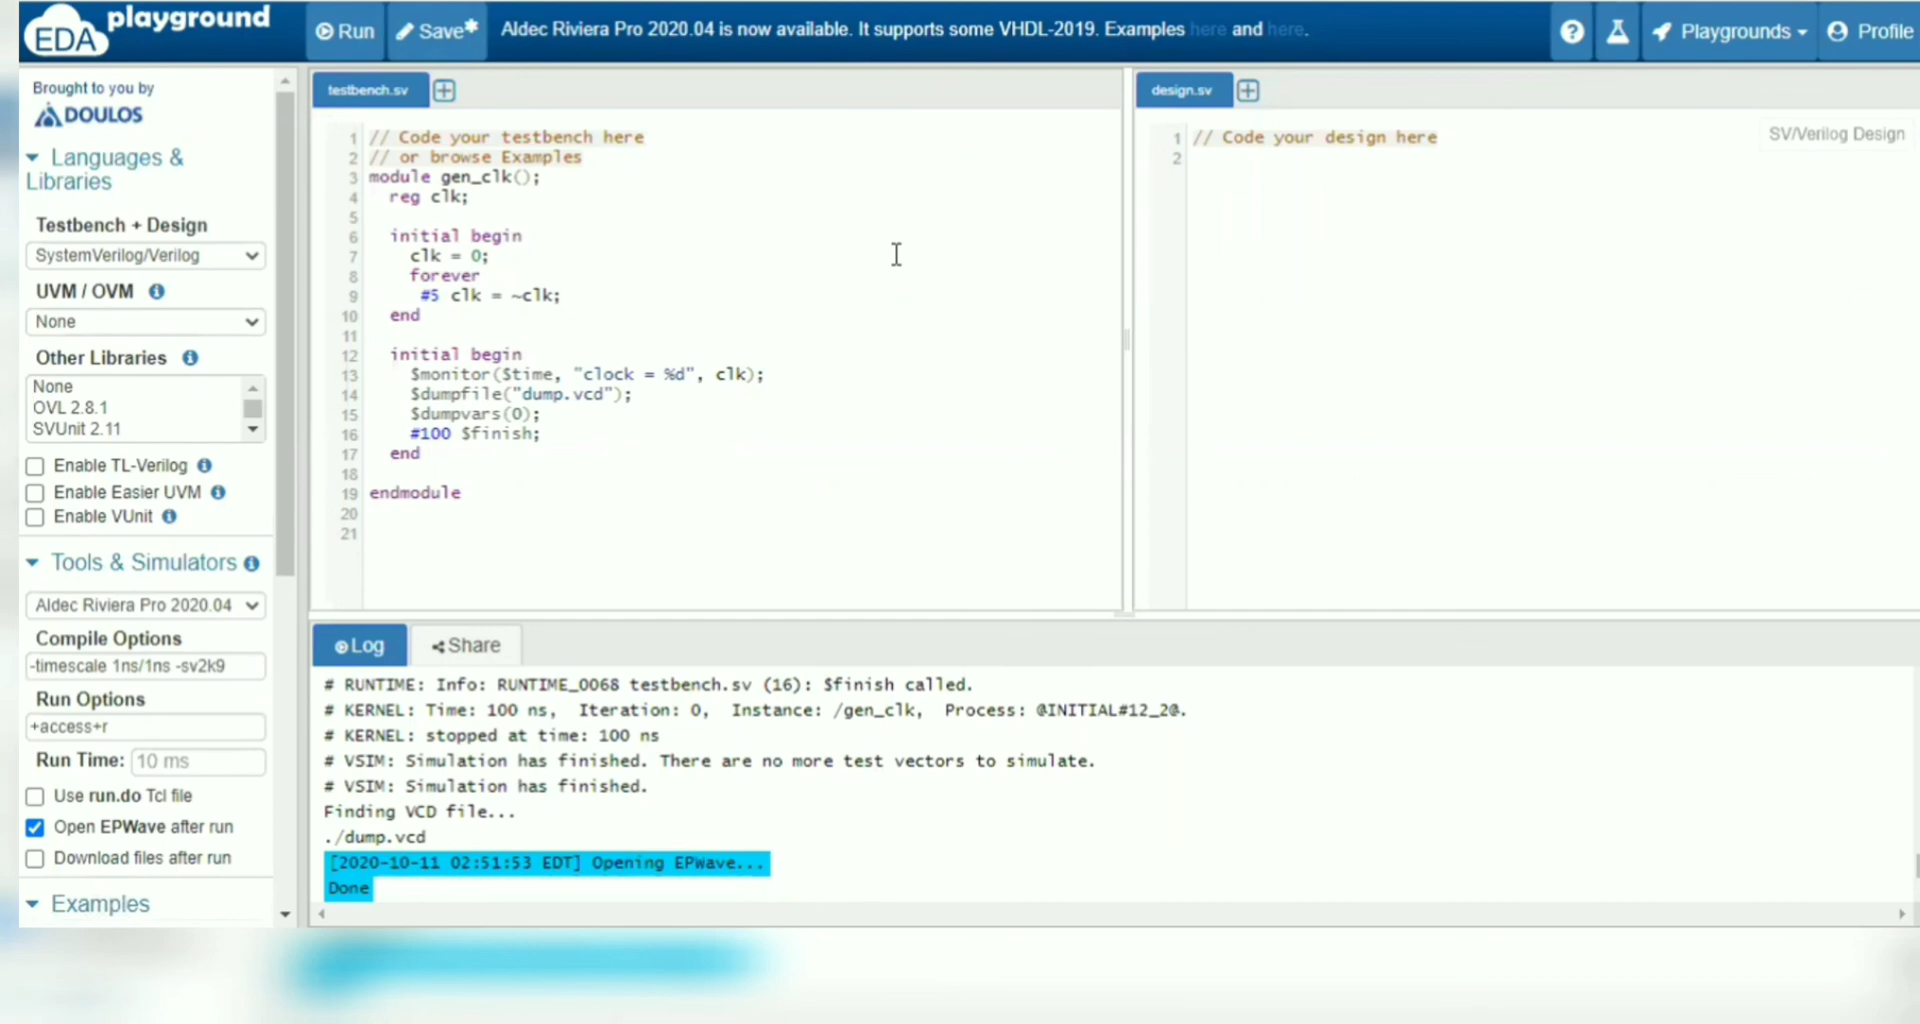 EDA playground
Run
Save*
Aldec Riviera Pro 2020.04 is now available. It supports some VHDL-2019. Examples here and here.
Playgrounds
Profile
Brought to you by
DOULOS
Languages &
Libraries
Testbench + Design
SystemVerilog/Verilog
UVM / OVM
None
Other Libraries
None
OVL 2.8.1
SVUnit 2.11
Enable TL-Verilog
Enable Easier UVM
Enable VUnit
Tools & Simulators
Aldec Riviera Pro 2020.04
Compile Options
-timescale 1ns/1ns -sv2k9
Run Options
+access+r
Run Time: 10 ms
Use run.do Tcl file
Open EPWave after run
Download files after run
Examples
testbench.sv
1 // Code your testbench here
2 // or browse Examples
3 module gen_clk();
4 reg clk;
5
6 initial begin
7 clk = 0;
8 forever
9 #5 clk = ~clk;
10 end
11
12 initial begin
13 $monitor($time, "clock = %d", clk);
14 $dumpfile("dump.vcd");
15 $dumpvars(0);
16 #100 $finish;
17 end
18
19 endmodule
20
21
design.sv
1 // Code your design here
2
SV/Verilog Design
Log
Share
# RUNTIME: Info: RUNTIME_0068 testbench.sv (16): $finish called.
# KERNEL: Time: 100 ns, Iteration: 0, Instance: /gen_clk, Process: @INITIAL#12_2@.
# KERNEL: stopped at time: 100 ns
# VSIM: Simulation has finished. There are no more test vectors to simulate.
# VSIM: Simulation has finished.
Finding VCD file...
./dump.vcd
[2020-10-11 02:51:53 EDT] Opening EPWave...
Done